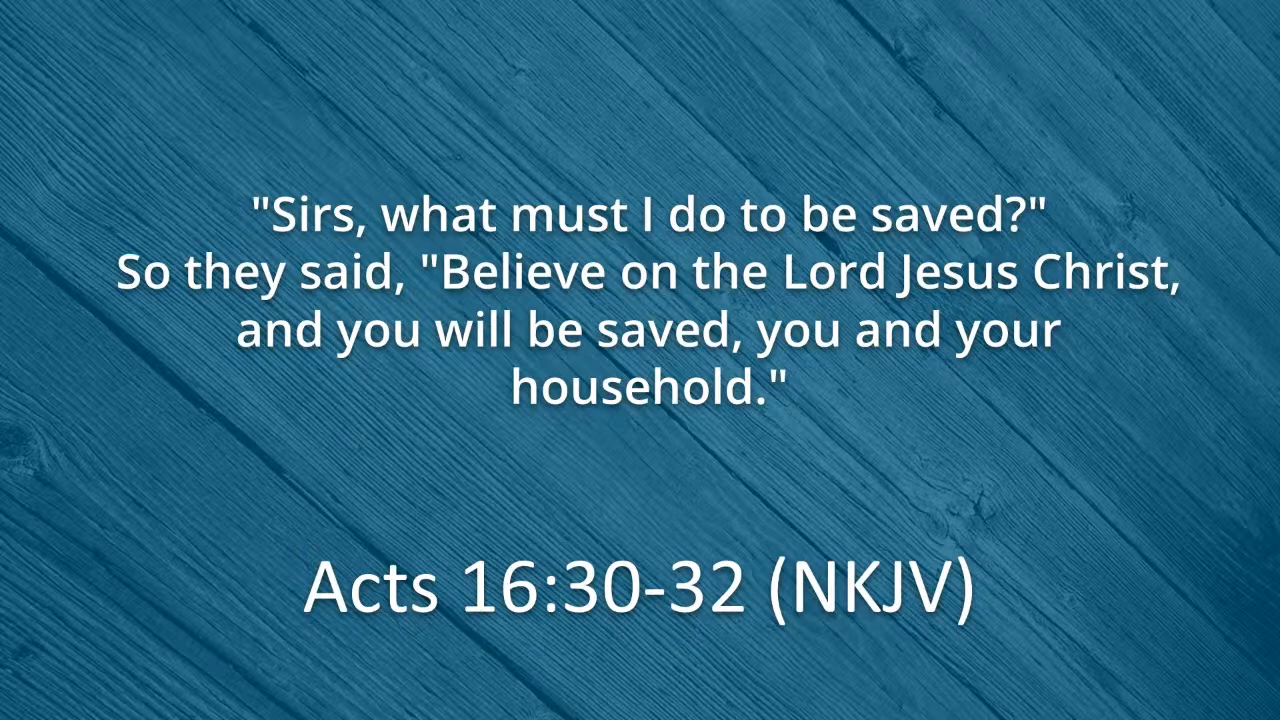 "Sirs, what must I do to be saved?"
So they said, "Believe on the Lord Jesus Christ,
and you will be saved, you and your
household."
Acts 16:30-32 (NKJV)